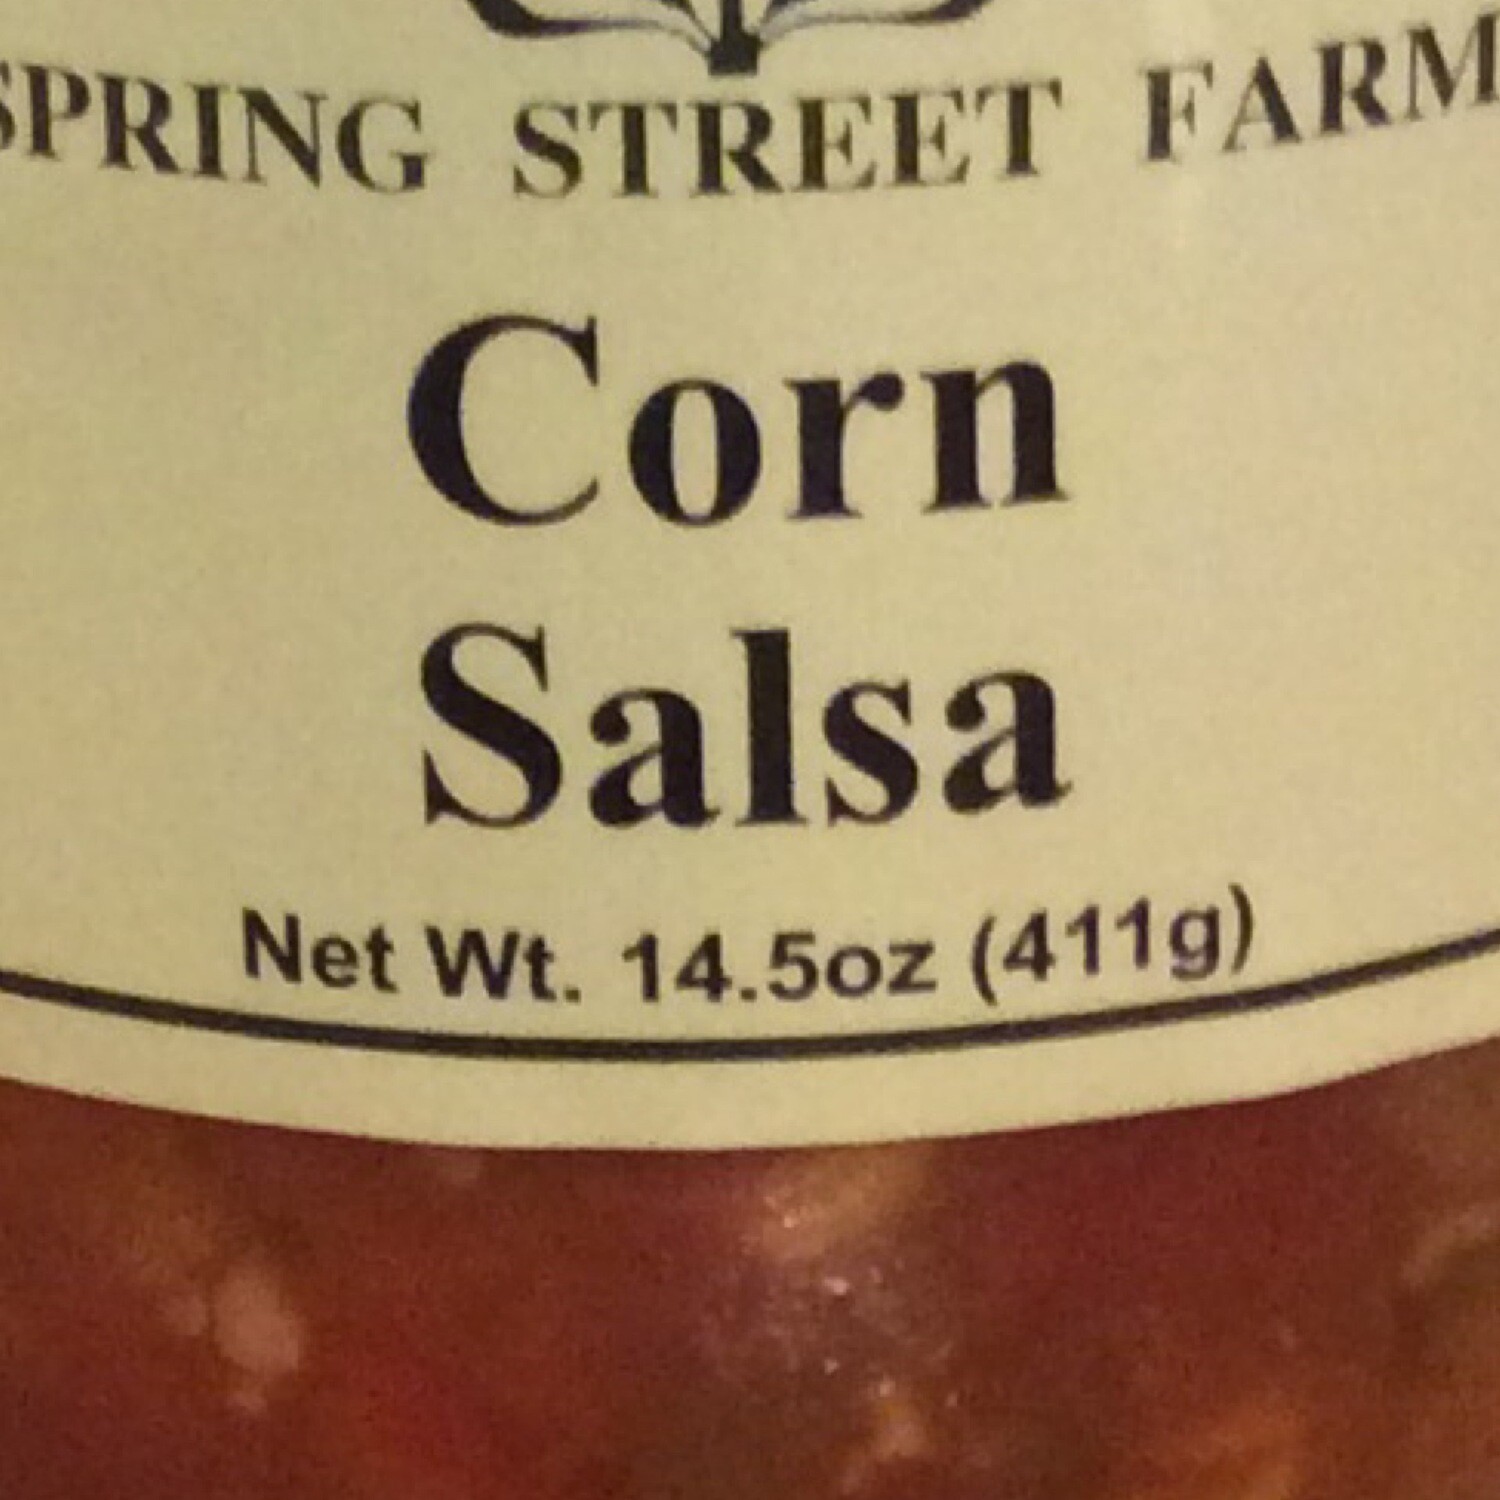 SPRING STREET FARM
Corn
Salsa
Net Wt. 14.5oz (411g)